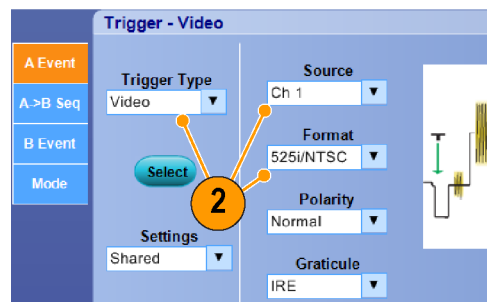 Trigger - Video
A Event
A->B Seq
B Event
Mode
Trigger Type
Video
Select
Settings
Shared
2
Source
Ch 1
Format
525i/NTSC
Polarity
Normal
Graticule
IRE
T